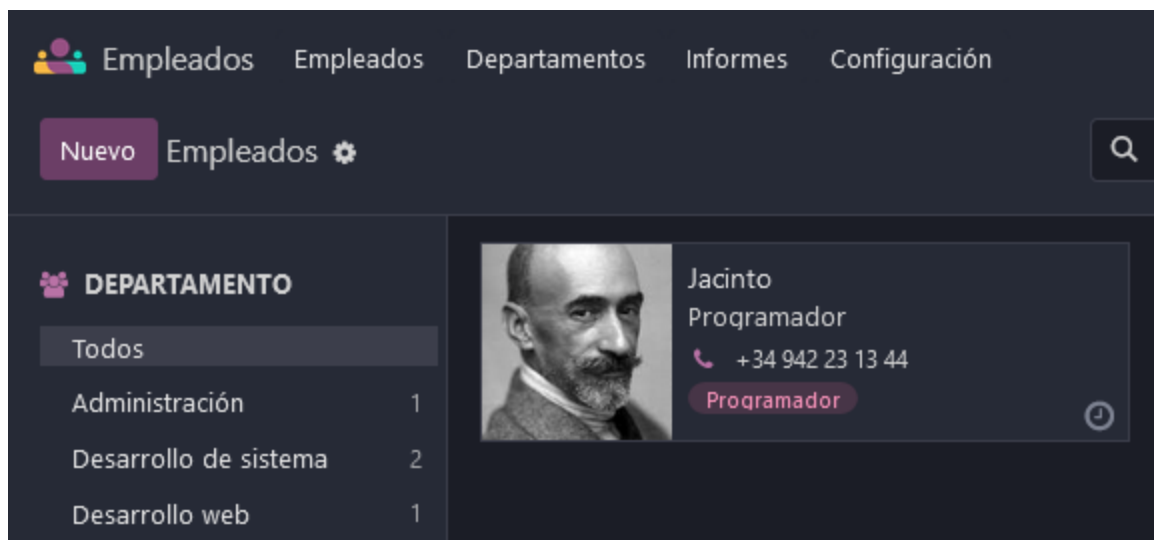 Empleados Empleados Departamentos Informes Configuración
Nuevo Empleados
DEPARTAMENTO
Todos
Administración 1
Desarrollo de sistema 2
Desarrollo web 1
Jacinto
Programador
+34 942 23 13 44
Programador